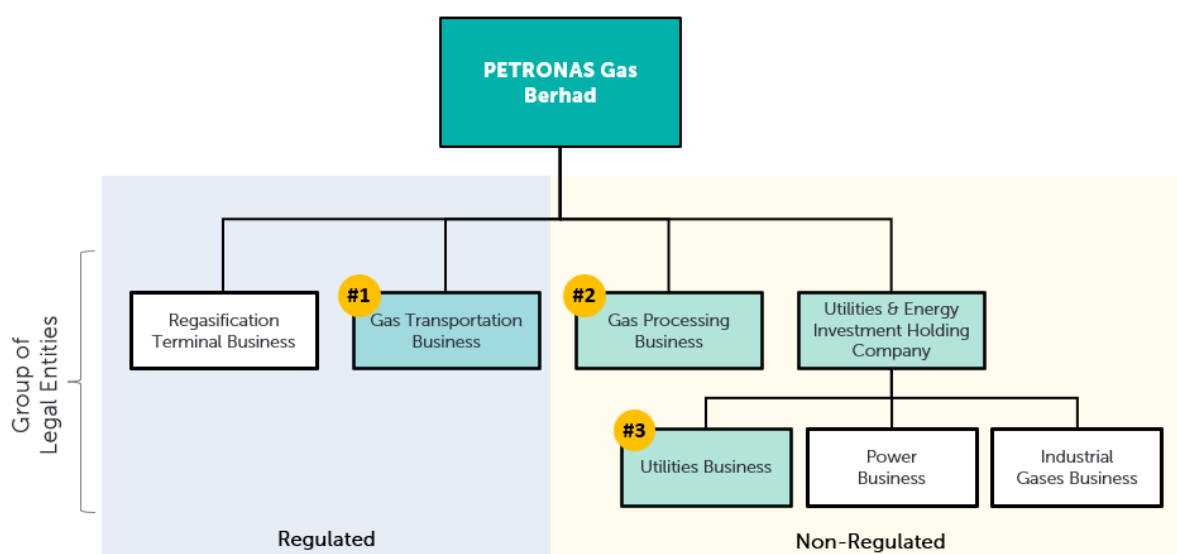 PETRONAS Gas
Berhad
Group of
Legal Entities
#1
#2
Regasification
Terminal Business
Gas Transportation
Business
Gas Processing
Business
Utilities & Energy
Investment Holding
Company
#3
Utilities Business
Power
Business
Industrial
Gases Business
Regulated
Non-Regulated